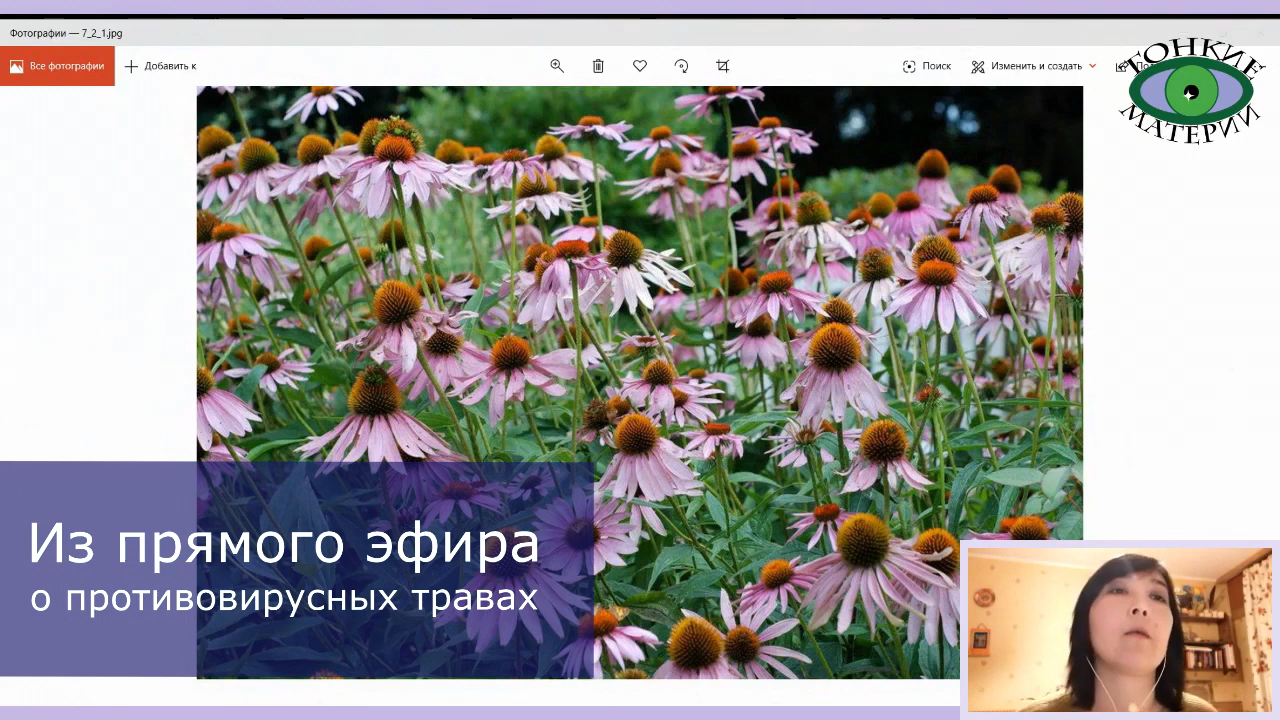 Фотографии — 7_2_1.jpg
Все фотографии
Добавить к
Поиск
Изменить и создать
ТОНКИЕ
МАТЕРИИ
Из прямого эфира
о противовирусных травах